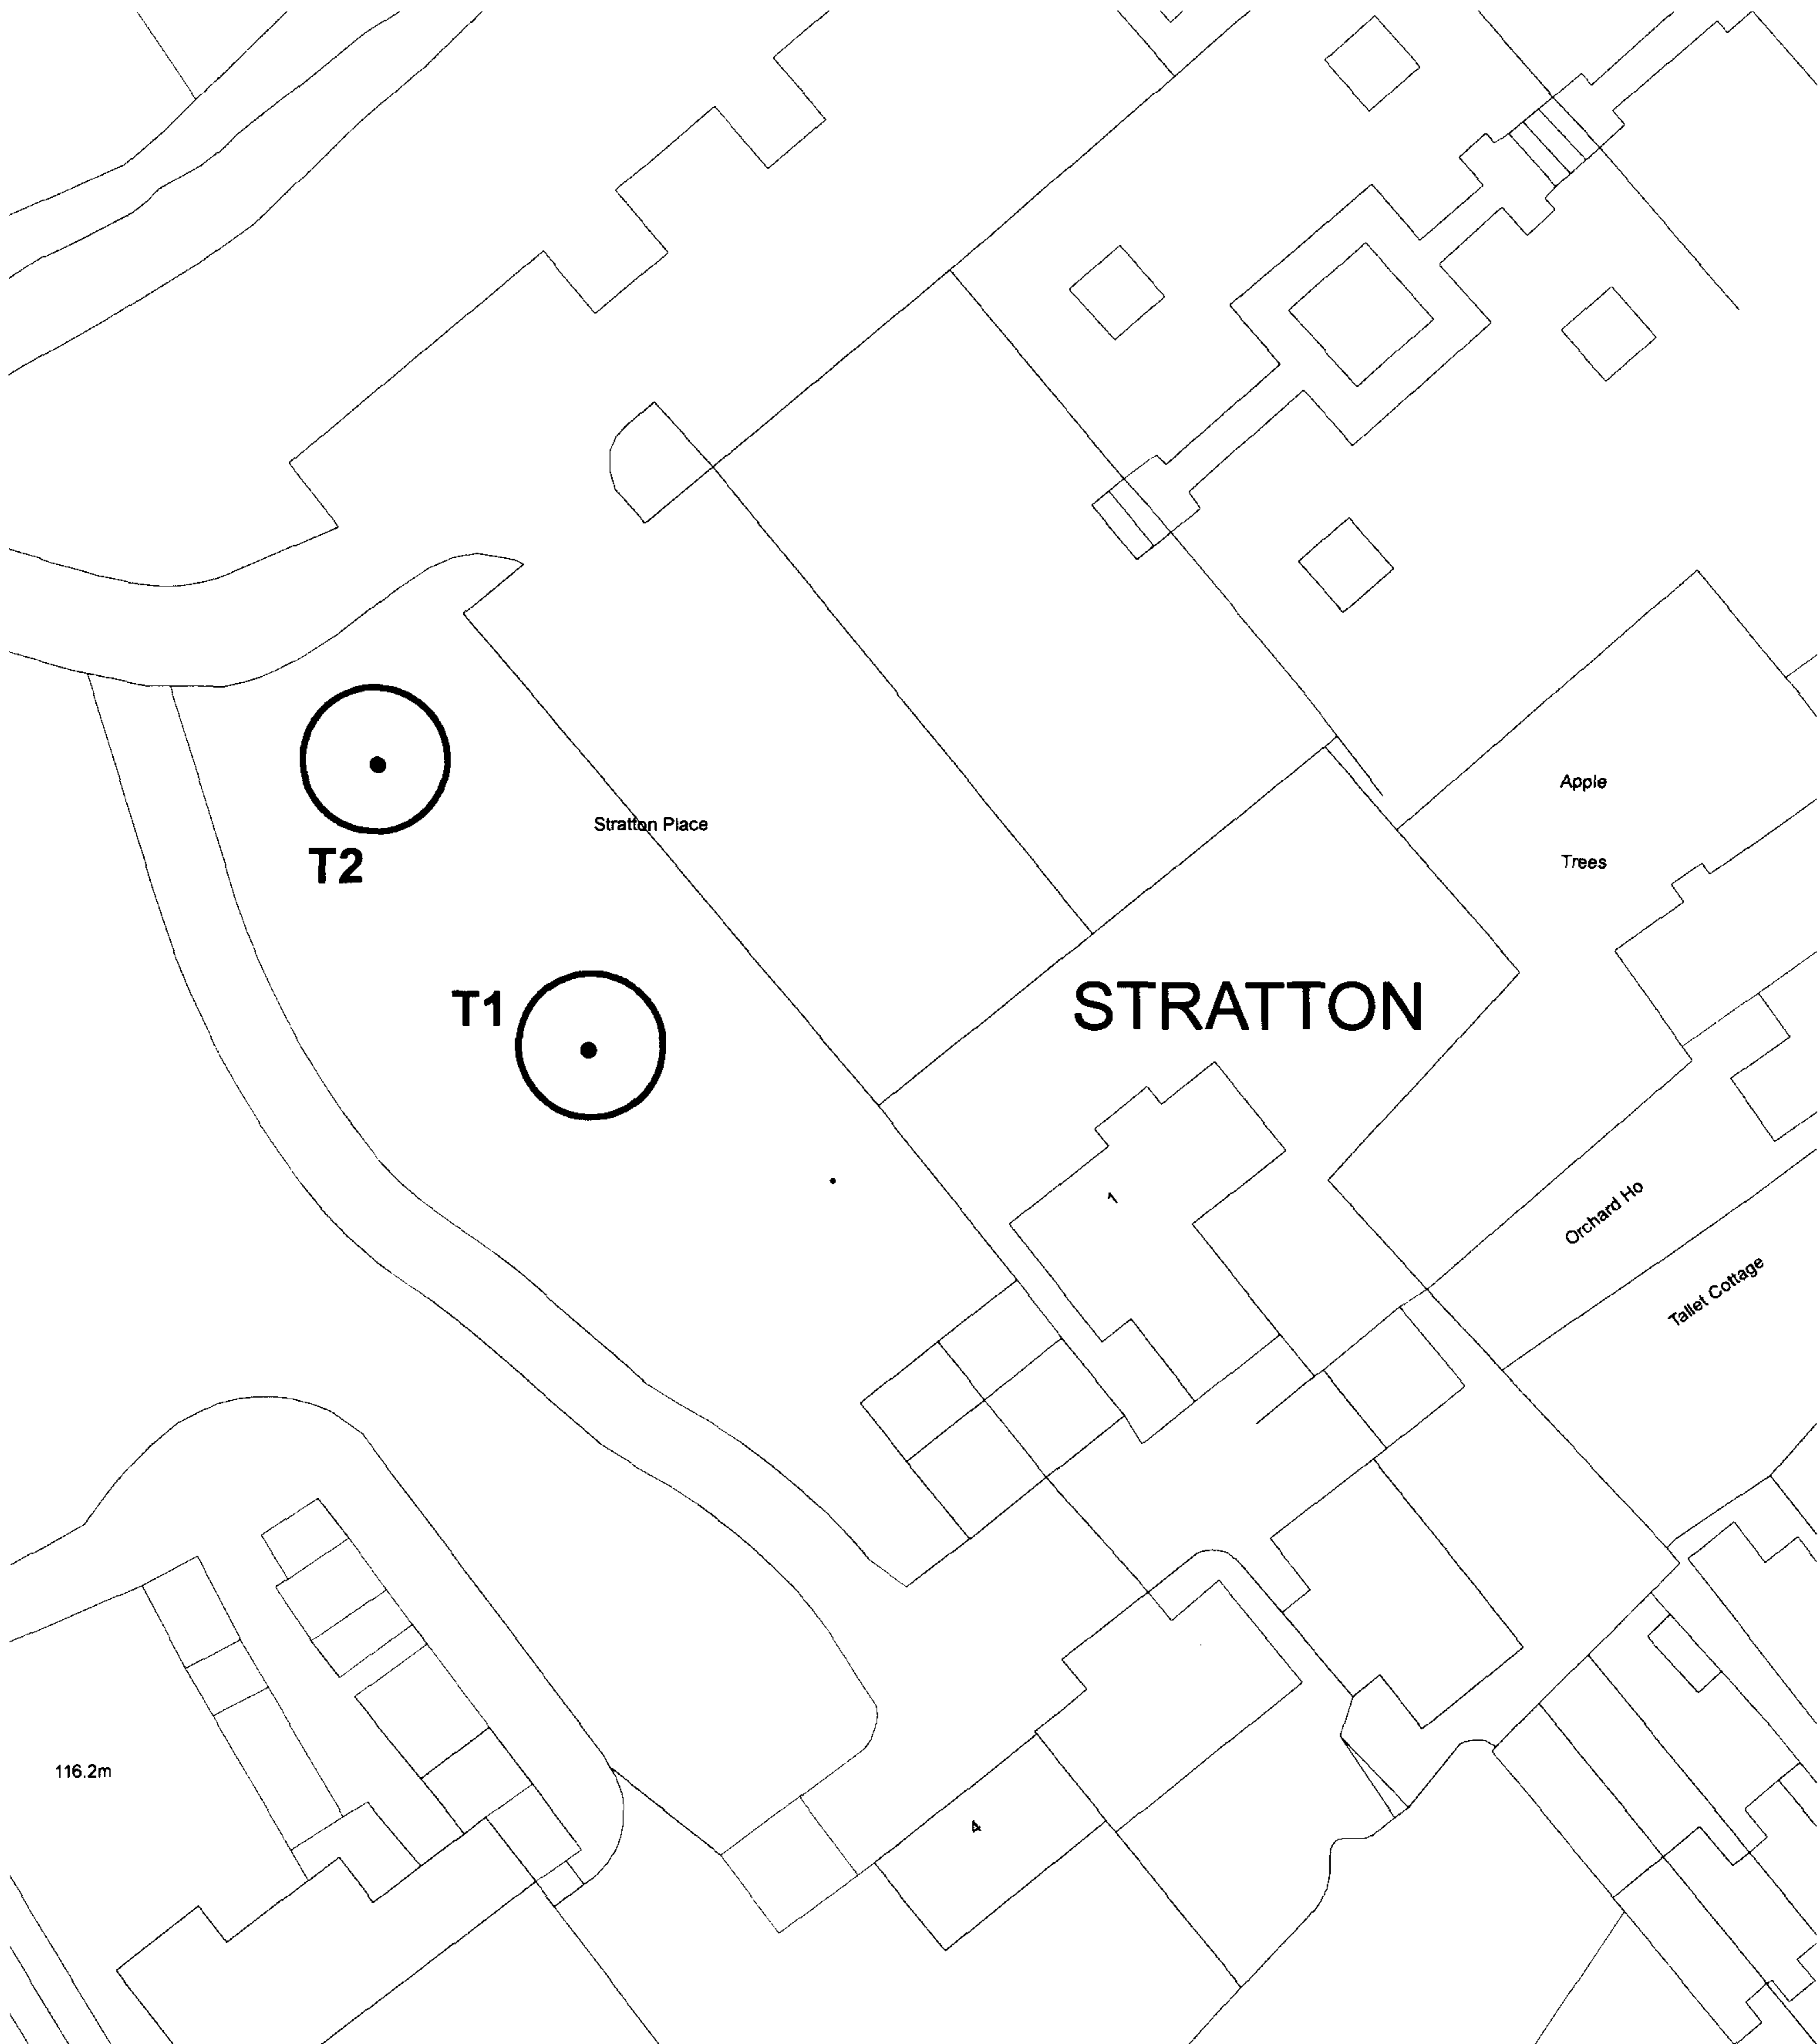 Apple
Stratton Place
Trees
T2
T1
STRATTON
1
Orchard Ho
Tallet Cottage
116.2m
4